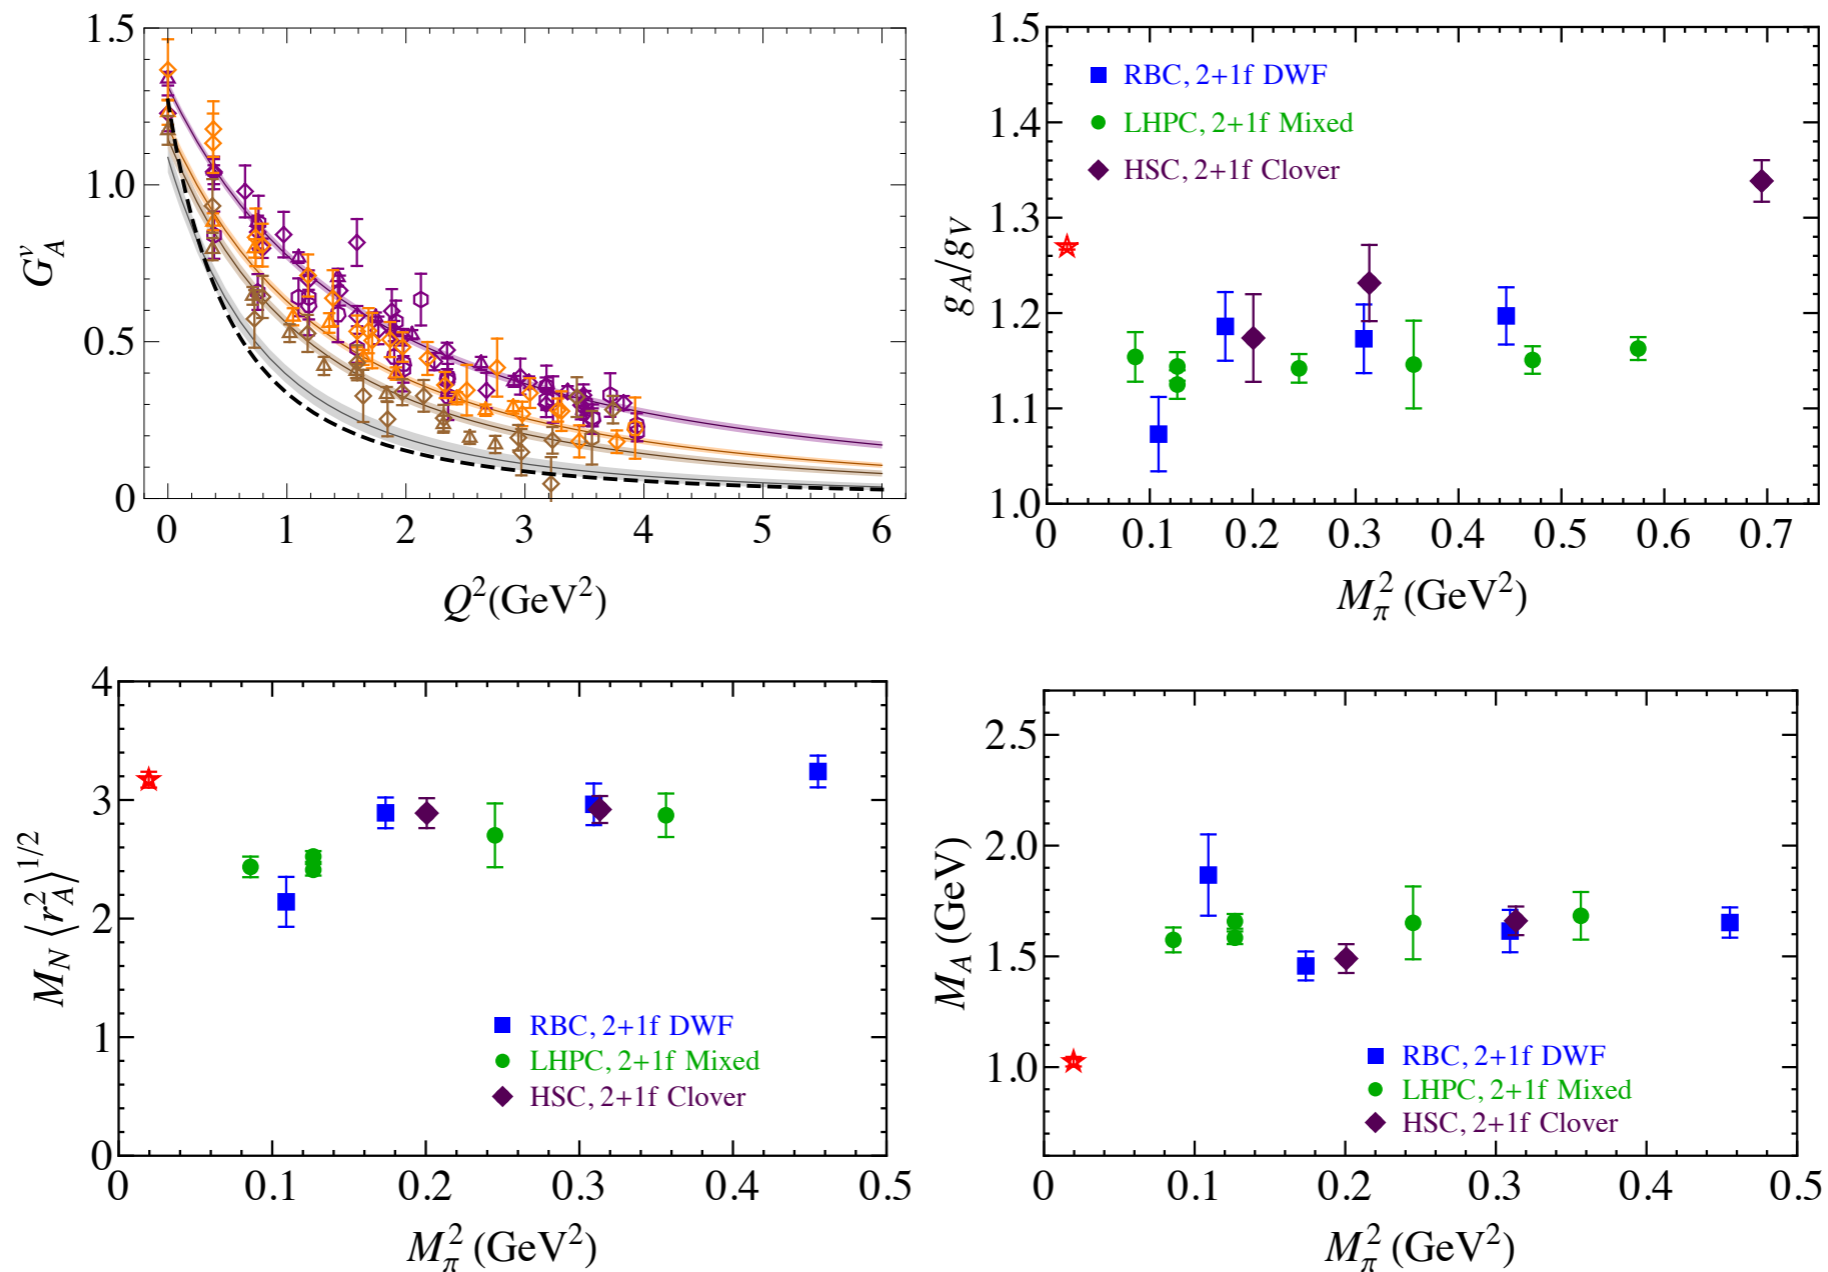 1.5
1.0
0.5
0
G_A^v
0 1 2 3 4 5 6
Q^2(GeV^2)
1.5
1.4
1.3
1.2
1.1
1.0
g_A/g_V
RBC, 2+1f DWF
LHPC, 2+1f Mixed
HSC, 2+1f Clover
0 0.1 0.2 0.3 0.4 0.5 0.6 0.7
M_π^2 (GeV^2)
4
3
2
1
0
M_N ⟨r_A^2⟩^1/2
RBC, 2+1f DWF
LHPC, 2+1f Mixed
HSC, 2+1f Clover
0 0.1 0.2 0.3 0.4 0.5
M_π^2 (GeV^2)
2.5
2.0
1.5
1.0
M_A (GeV)
RBC, 2+1f DWF
LHPC, 2+1f Mixed
HSC, 2+1f Clover
0 0.1 0.2 0.3 0.4 0.5
M_π^2 (GeV^2)